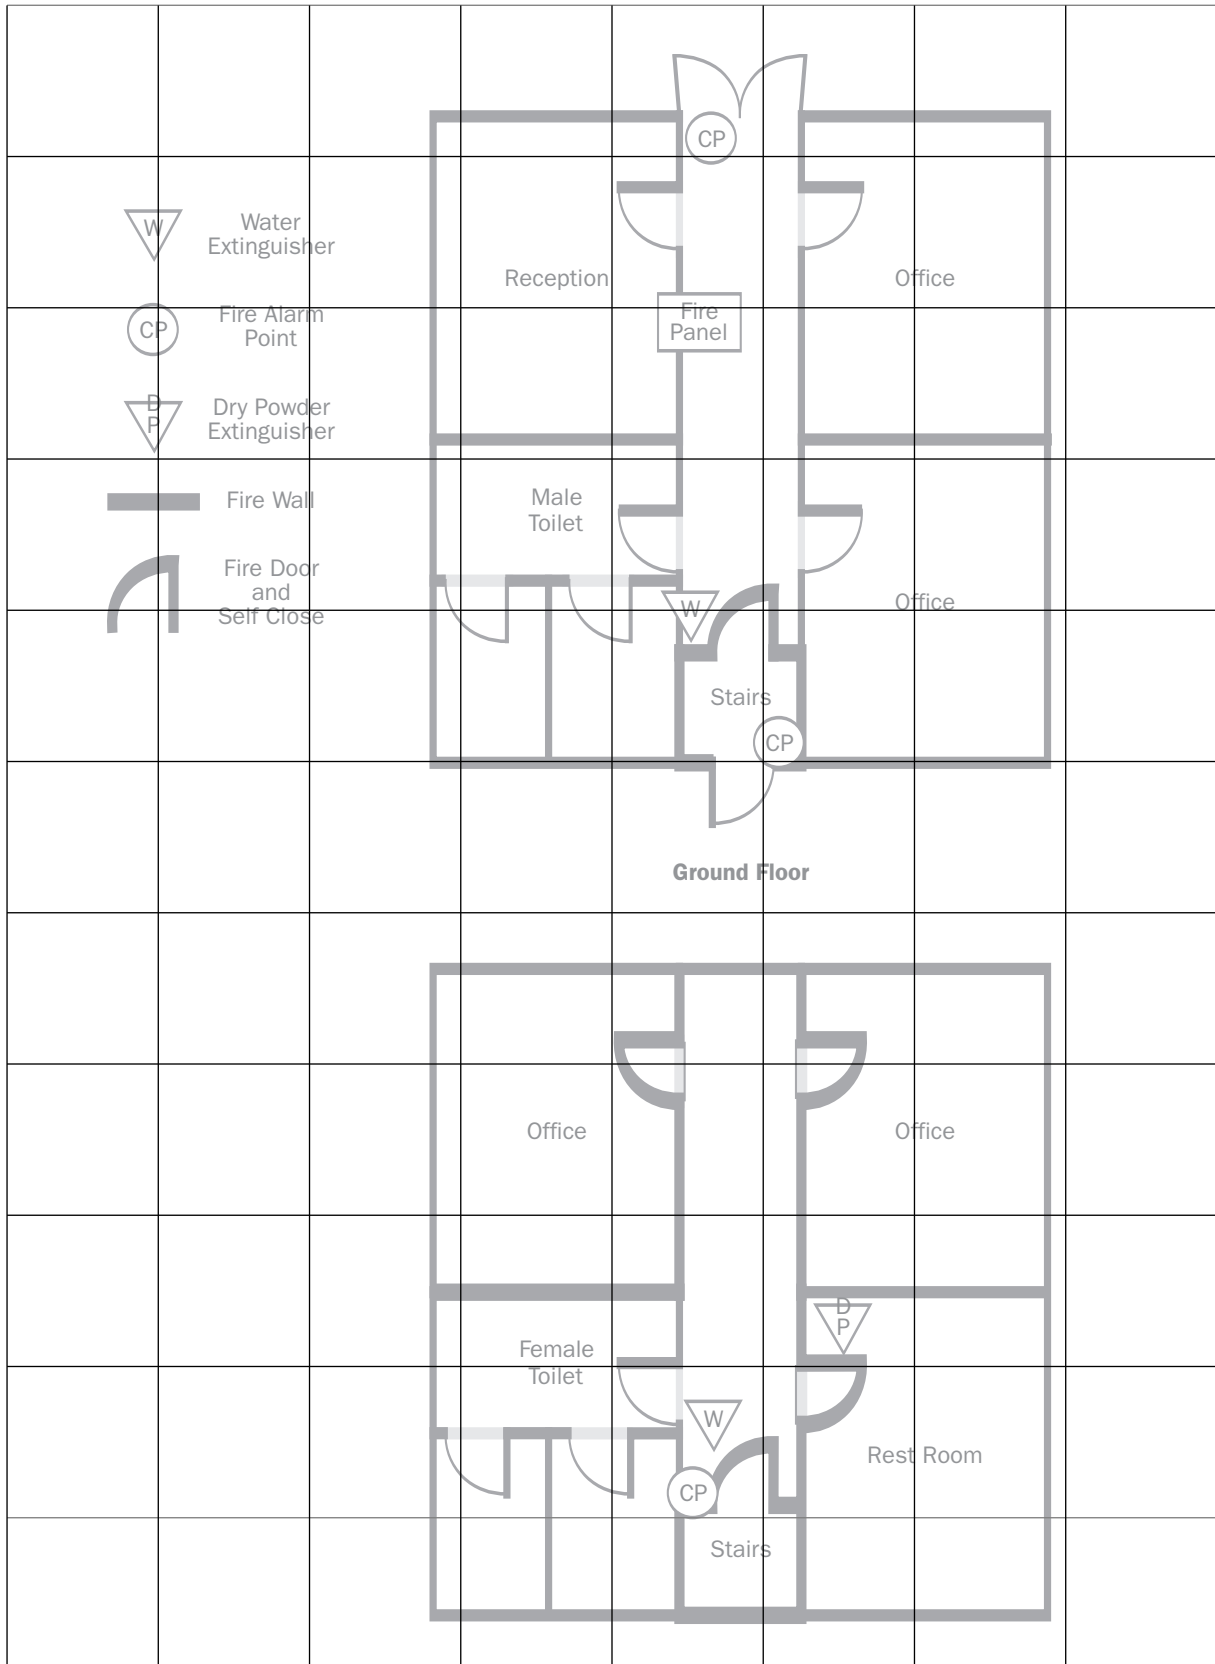 CP
W
Water
Extinguisher
Reception
Office
CP
Fire Alarm
Point
Fire
Panel
D
P
Dry Powder
Extinguisher
Fire Wall
Male
Toilet
Fire Door
and
Self Close
W
Office
Stairs
CP
Ground Floor
Office
Office
D
P
Female
Toilet
W
Rest Room
CP
Stairs